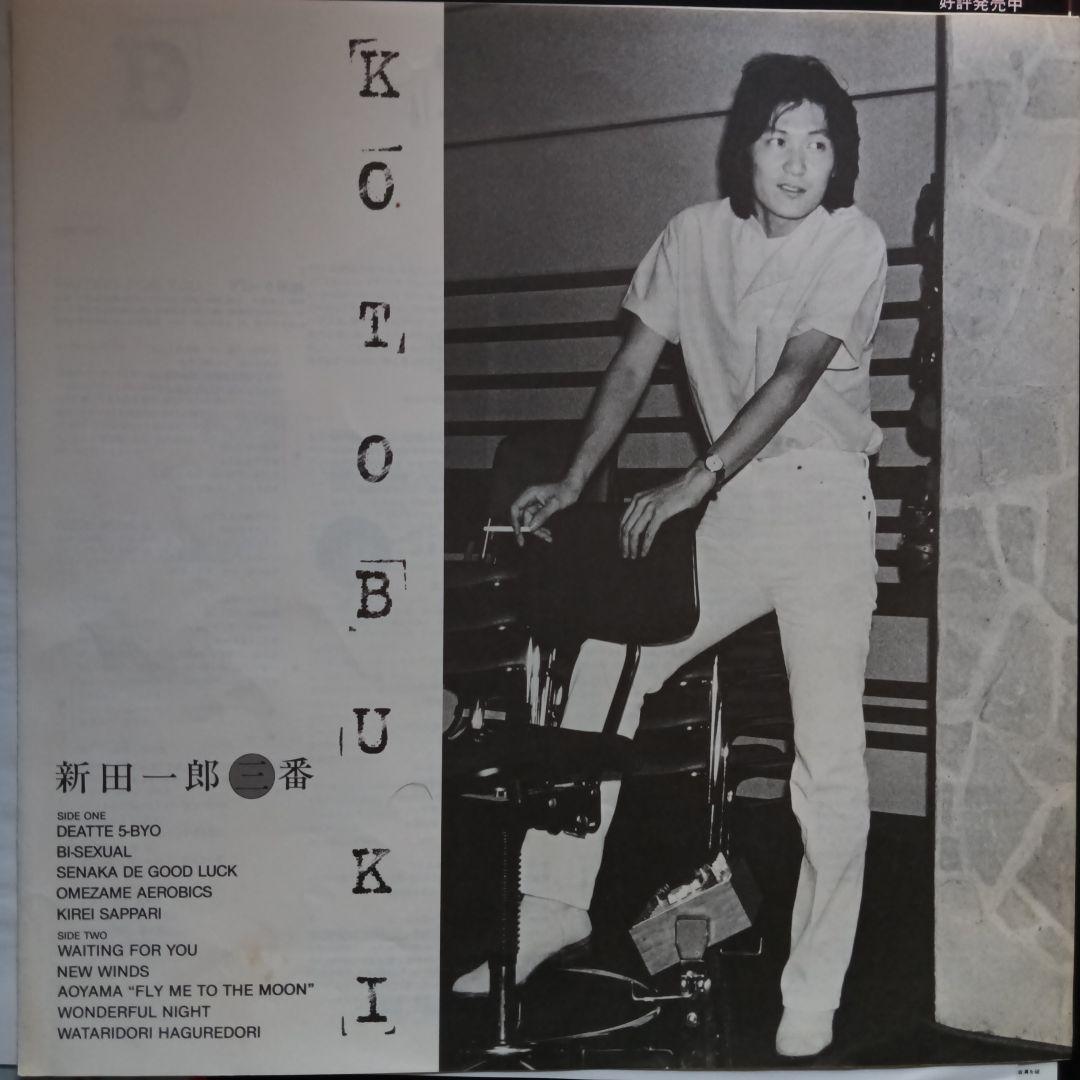 好評発売中
「KOTOBUKI」
新田一郎三番
SIDE ONE
DEATTE 5-BYO
BI-SEXUAL
SENAKA DE GOOD LUCK
OMEZAME AEROBICS
KIREI SAPPARI
SIDE TWO
WAITING FOR YOU
NEW WINDS
AOYAMA “FLY ME TO THE MOON”
WONDERFUL NIGHT
WATARIDORI HAGUREDORI